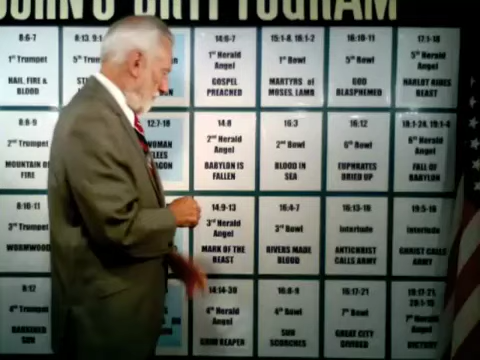 JOHN'S CRYPTOGRAM
8:6-7
1st Trumpet
HAIL, FIRE &
BLOOD
8:8-9
2nd Trumpet
MOUNTAIN OF
FIRE
8:10-11
3rd Trumpet
WORMWOOD
8:12
4th Trumpet
DARKENED
SUN
8:13, 9:1
5th Trum
12:7-18
WOMAN
14:6-7
1st Herald
Angel
GOSPEL
PREACHED
14:8
2nd Herald
Angel
BABYLON IS
FALLEN
14:9-13
3rd Herald
Angel
MARK OF THE
BEAST
14:14-20
4th Herald
Angel
GRIM REAPER
15:1-8, 16:1-2
1st Bowl
MARTYRS of
MOSES, LAMB
16:3
2nd Bowl
BLOOD IN
SEA
16:4-7
3rd Bowl
RIVERS MADE
BLOOD
16:8-9
4th Bowl
SUN
SCORCHES
16:10-11
5th Bowl
GOD
BLASPHEMED
16:12
6th Bowl
EUPHRATES
DRIED UP
16:13-16
Interlude
ANTICHRIST
CALLS ARMY
16:17-21
7th Bowl
GREAT CITY
DIVIDED
17:1-18
5th Herald
Angel
HARLOT RIDES
BEAST
18:1-24, 19:1-4
6th Herald
Angel
FALL OF
BABYLON
19:5-16
Interlude
CHRIST CALLS
ARMY
19:17-21,
20:1-10
7th Herald
Angel
VICTORY